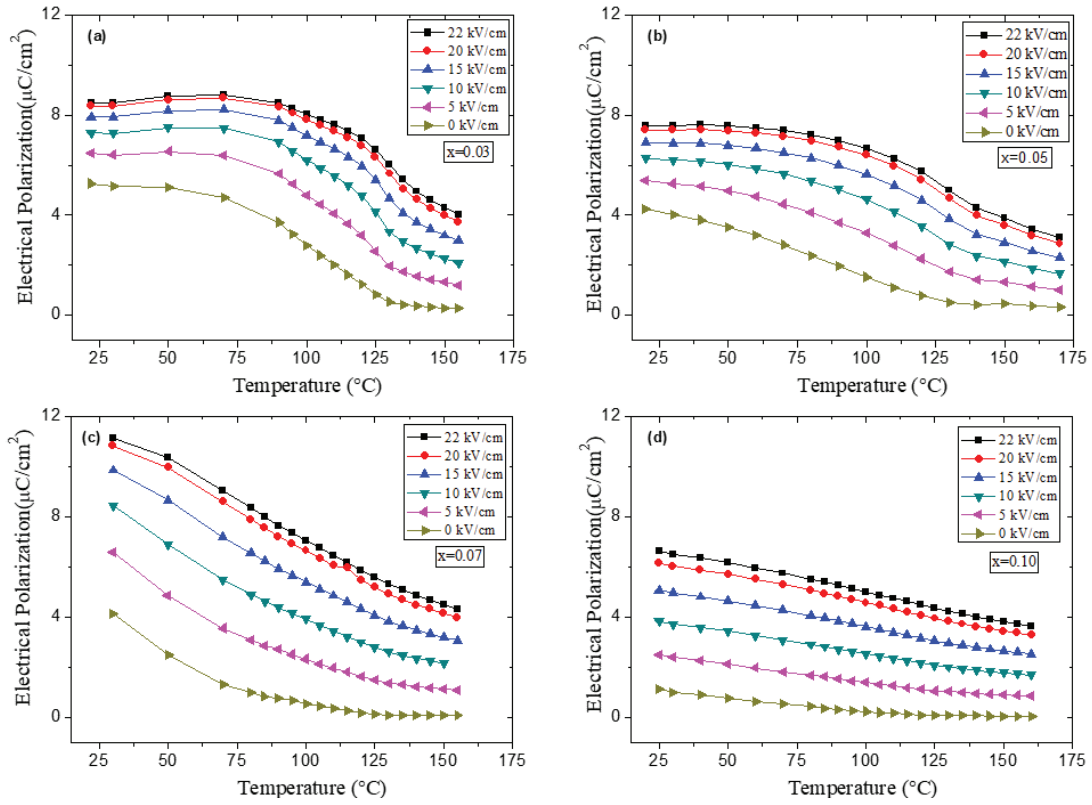 (a)
22 kV/cm
20 kV/cm
15 kV/cm
10 kV/cm
5 kV/cm
0 kV/cm
x=0.03
12
8
4
0
25 50 75 100 125 150 175
Electrical Polarization(μC/cm²)
Temperature (°C)
(b)
22 kV/cm
20 kV/cm
15 kV/cm
10 kV/cm
5 kV/cm
0 kV/cm
x=0.05
12
8
4
0
25 50 75 100 125 150 175
Electrical Polarization(μC/cm²)
Temperature (°C)
(c)
22 kV/cm
20 kV/cm
15 kV/cm
10 kV/cm
5 kV/cm
0 kV/cm
x=0.07
12
8
4
0
25 50 75 100 125 150 175
Electrical Polarization(μC/cm²)
Temperature (°C)
(d)
22 kV/cm
20 kV/cm
15 kV/cm
10 kV/cm
5 kV/cm
0 kV/cm
x=0.10
12
8
4
0
25 50 75 100 125 150 175
Electrical Polarization(μC/cm²)
Temperature (°C)